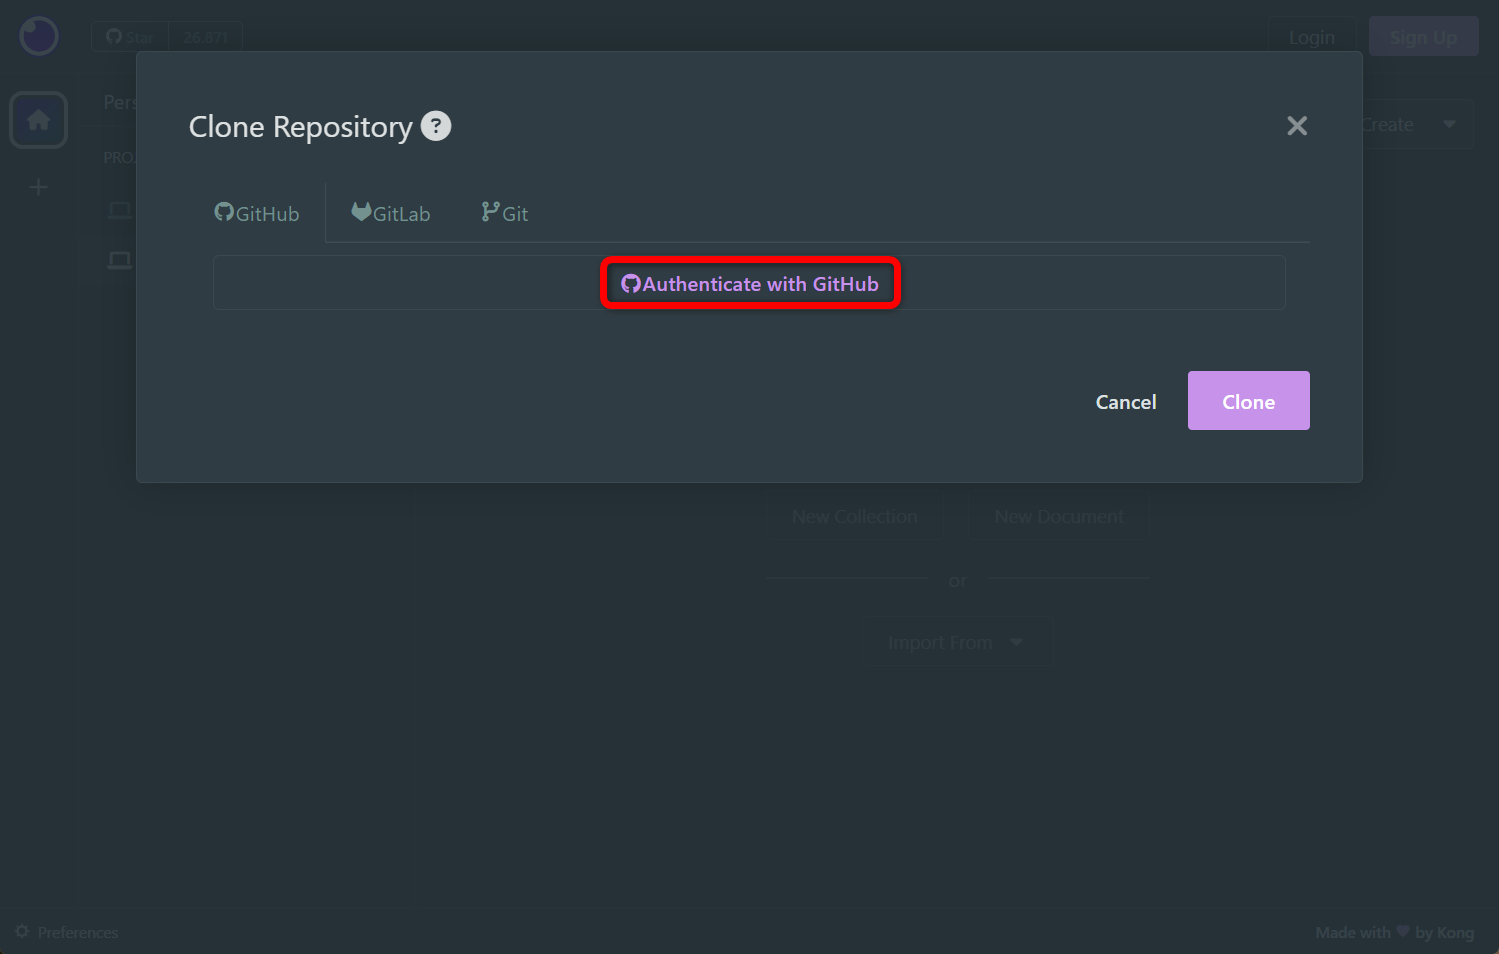 Star 26,871
Login
Sign Up
Pers
Create
PROJ
Clone Repository ?
GitHub
GitLab
Git
Authenticate with GitHub
Cancel
Clone
New Collection
New Document
or
Import From
Preferences
Made with by Kong